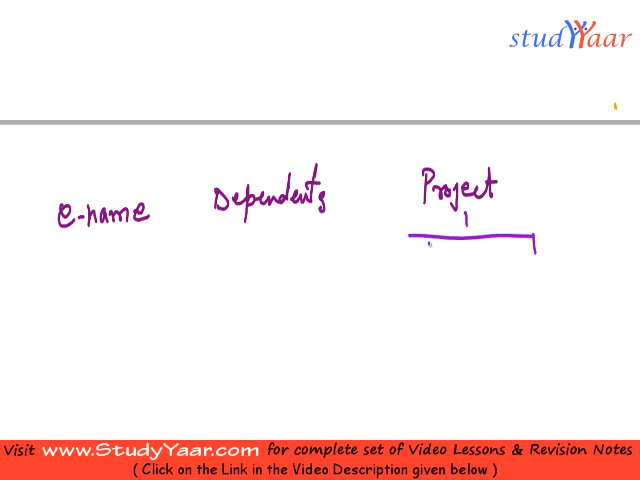 studYYaar
e-name Dependents Project
Visit www.StudyYaar.com for complete set of Video Lessons & Revision Notes
( Click on the Link in the Video Description given below )